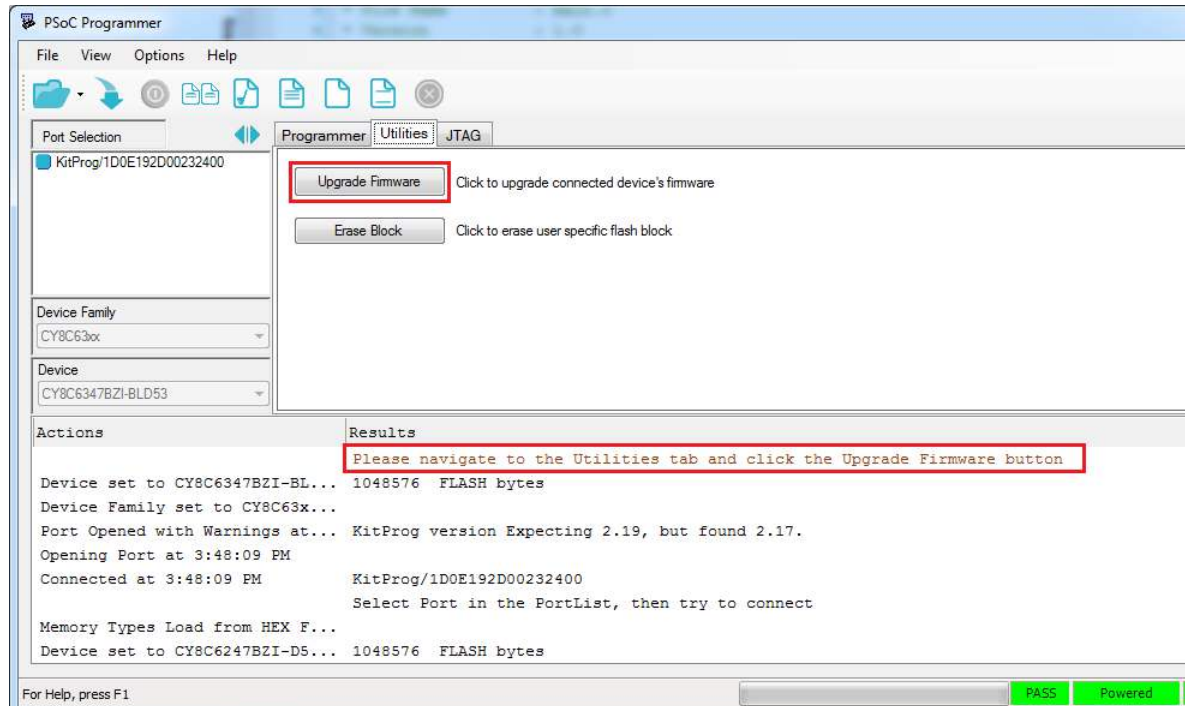 PSoC Programmer
File View Options Help
Port Selection
Programmer Utilities JTAG
KitProg/1D0E192D00232400
Upgrade Firmware Click to upgrade connected device's firmware
Erase Block Click to erase user specific flash block
Device Family
CY8C63xx
Device
CY8C6347BZI-BLD53
Actions Results
Please navigate to the Utilities tab and click the Upgrade Firmware button
Device set to CY8C6347BZI-BL... 1048576 FLASH bytes
Device Family set to CY8C63x...
Port Opened with Warnings at... KitProg version Expecting 2.19, but found 2.17.
Opening Port at 3:48:09 PM
Connected at 3:48:09 PM KitProg/1D0E192D00232400
Select Port in the PortList, then try to connect
Memory Types Load from HEX F...
Device set to CY8C6247BZI-D5... 1048576 FLASH bytes
For Help, press F1 PASS Powered